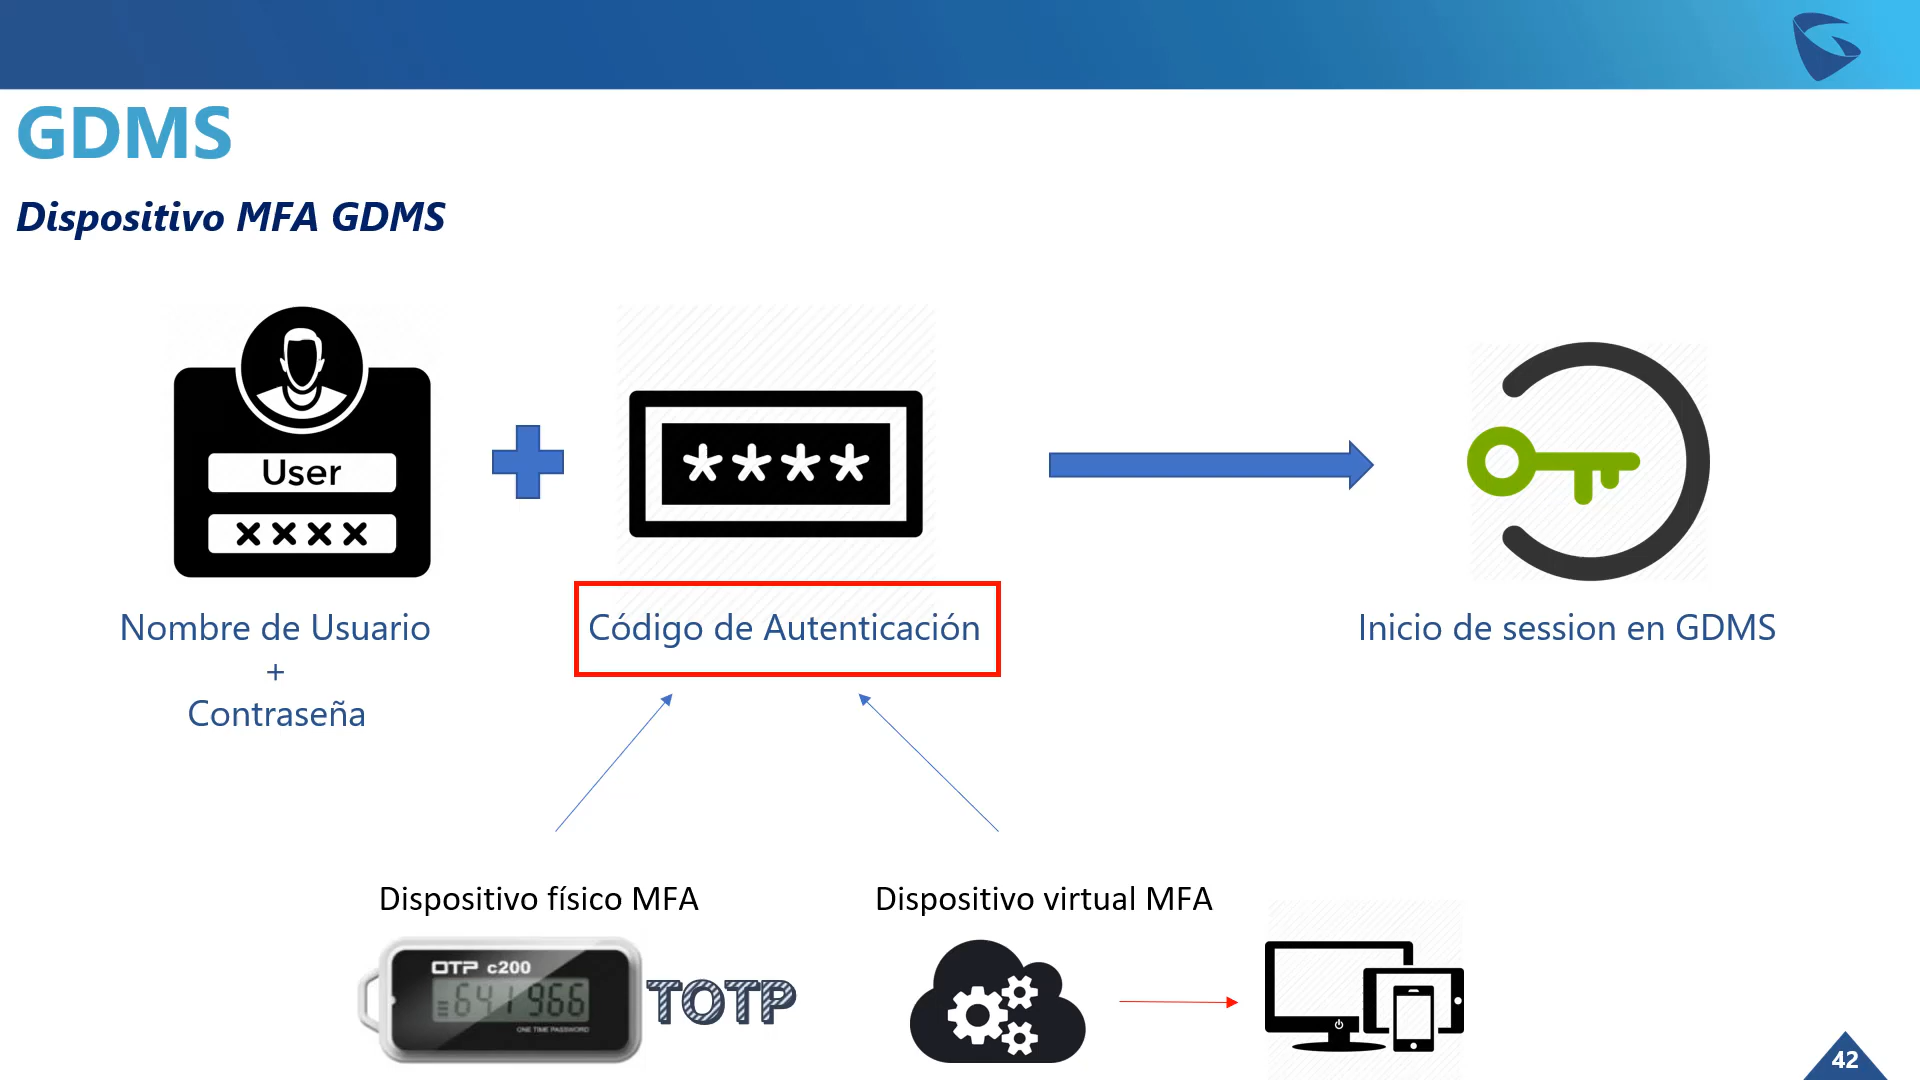 GDMS
Dispositivo MFA GDMS
User
××××
****
Nombre de Usuario
+
Contraseña
Código de Autenticación
Inicio de session en GDMS
Dispositivo físico MFA
Dispositivo virtual MFA
OTP c200
641966
ONE TIME PASSWORD
TOTP
42